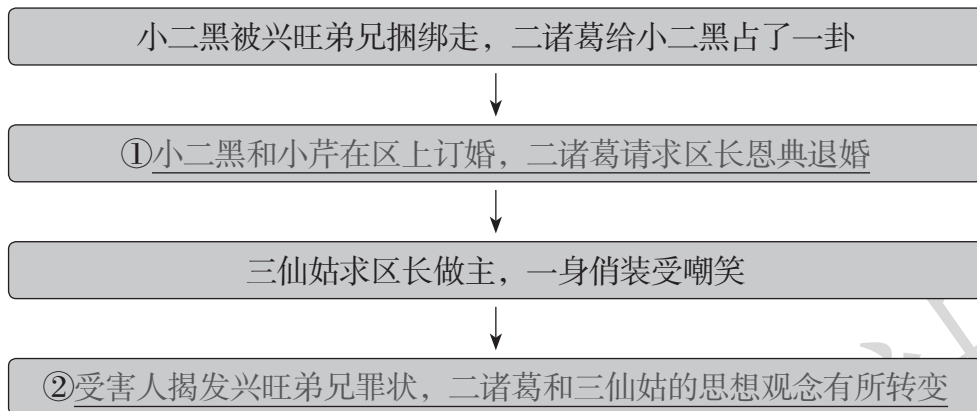 小二黑被兴旺弟兄捆绑走，二诸葛给小二黑占了一卦
①小二黑和小芹在区上订婚，二诸葛请求区长恩典退婚
三仙姑求区长做主，一身俏装受嘲笑
②受害人揭发兴旺弟兄罪状，二诸葛和三仙姑的思想观念有所转变